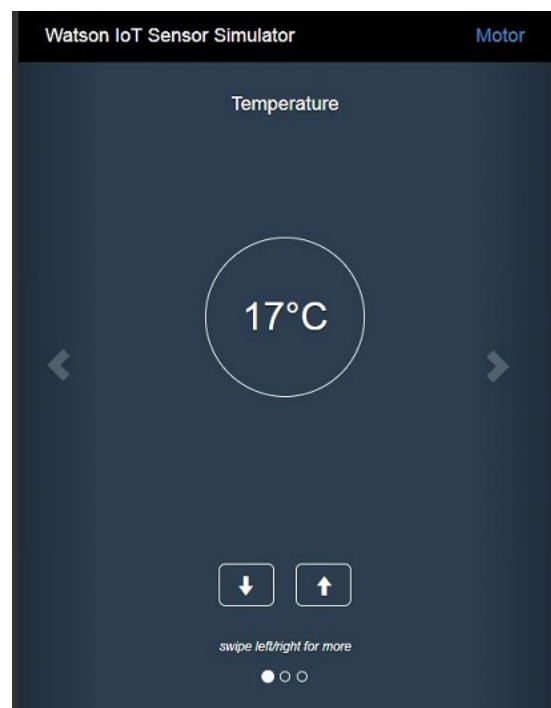 Watson IoT Sensor Simulator Motor
Temperature
17°C
swipe left/right for more